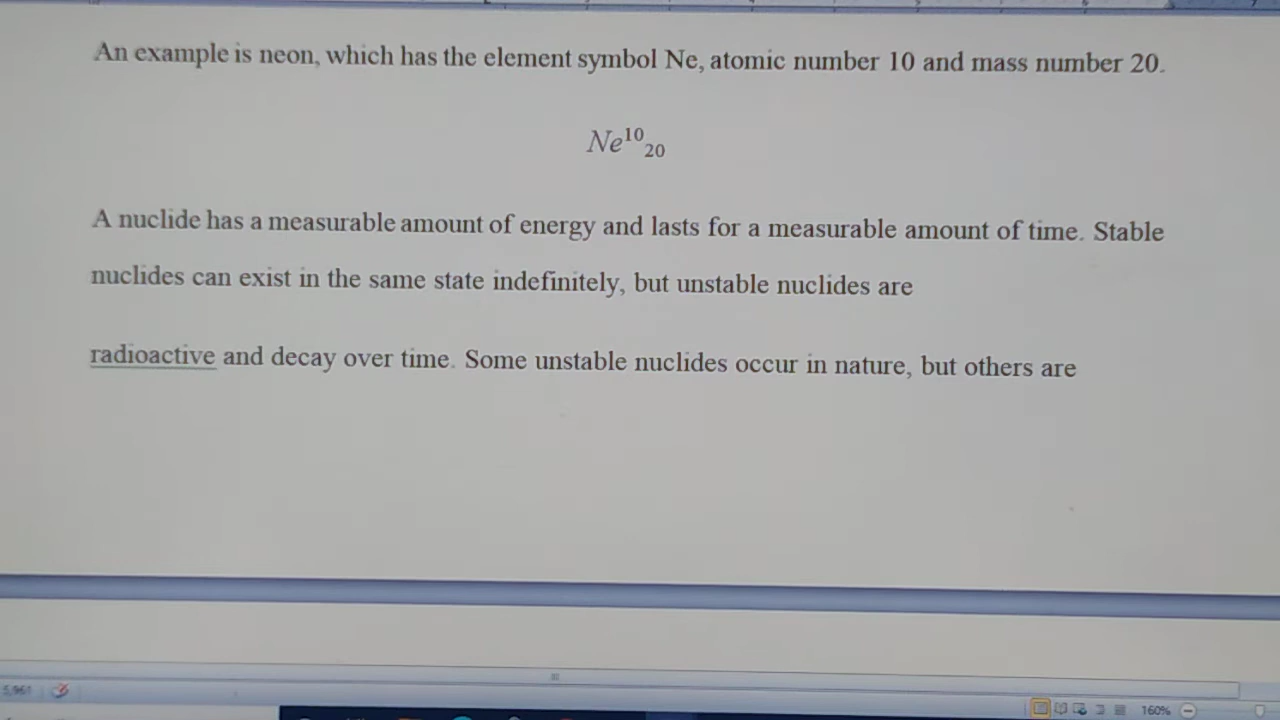 An example is neon, which has the element symbol Ne, atomic number 10 and mass number 20.
Ne¹⁰₂₀
A nuclide has a measurable amount of energy and lasts for a measurable amount of time. Stable
nuclides can exist in the same state indefinitely, but unstable nuclides are
radioactive and decay over time. Some unstable nuclides occur in nature, but others are
160%